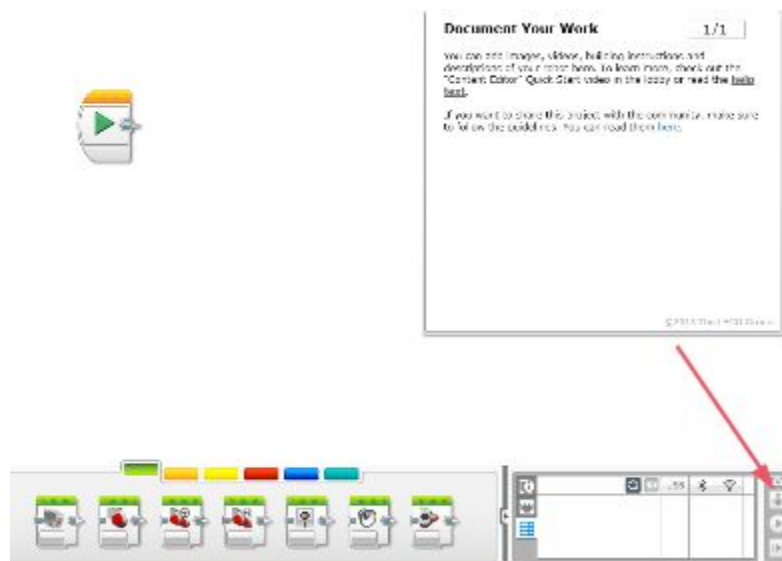 Document Your Work
1/1
You can add images, videos, building instructions and
descriptions of your robot here. To learn more, check out the
"Content Editor" Quick Start video in the lobby or read the help
text.
If you want to share this project with the community, make sure
to follow the guidelines. You can read them here.